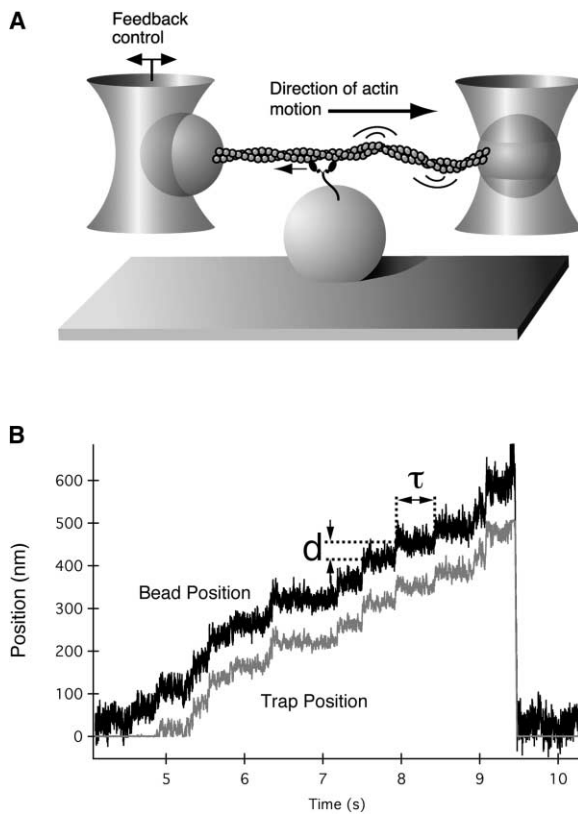 A
Feedback
control
Direction of actin
motion
B
Position (nm)
600
500
400
300
200
100
0
τ
d
Bead Position
Trap Position
5 6 7 8 9 10
Time (s)